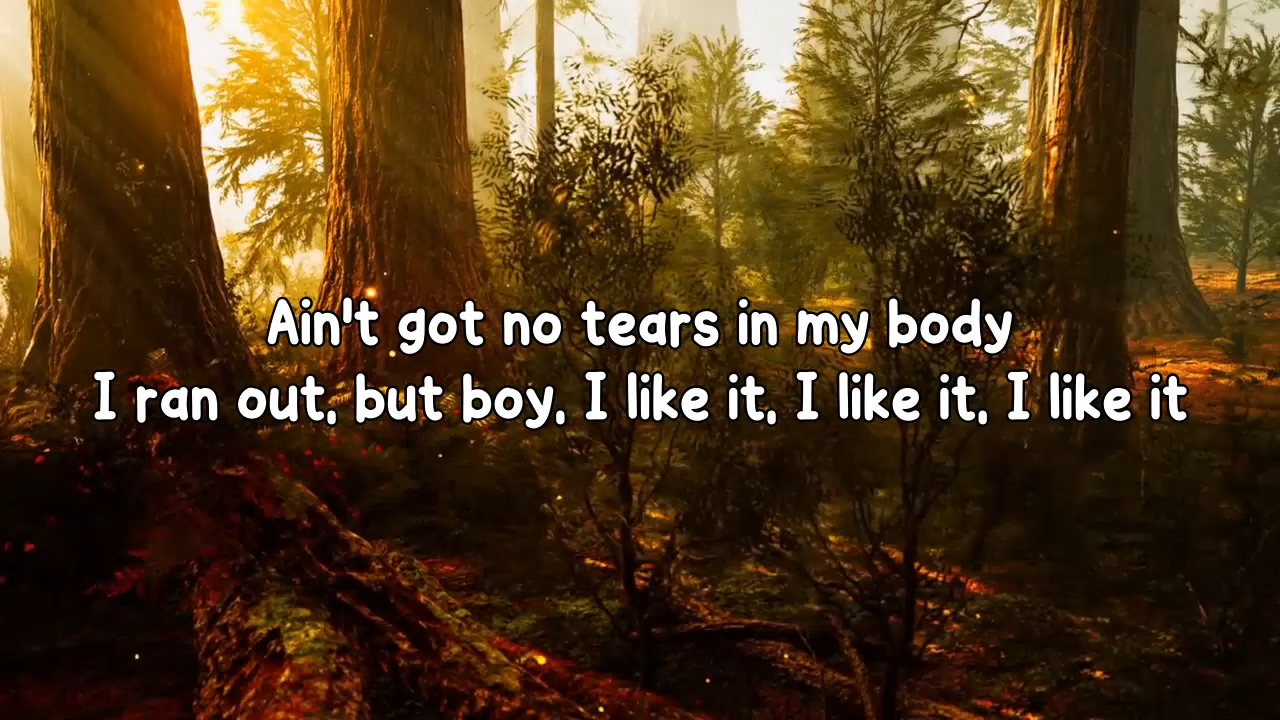 Ain't got no tears in my body
I ran out, but boy, I like it, I like it, I like it